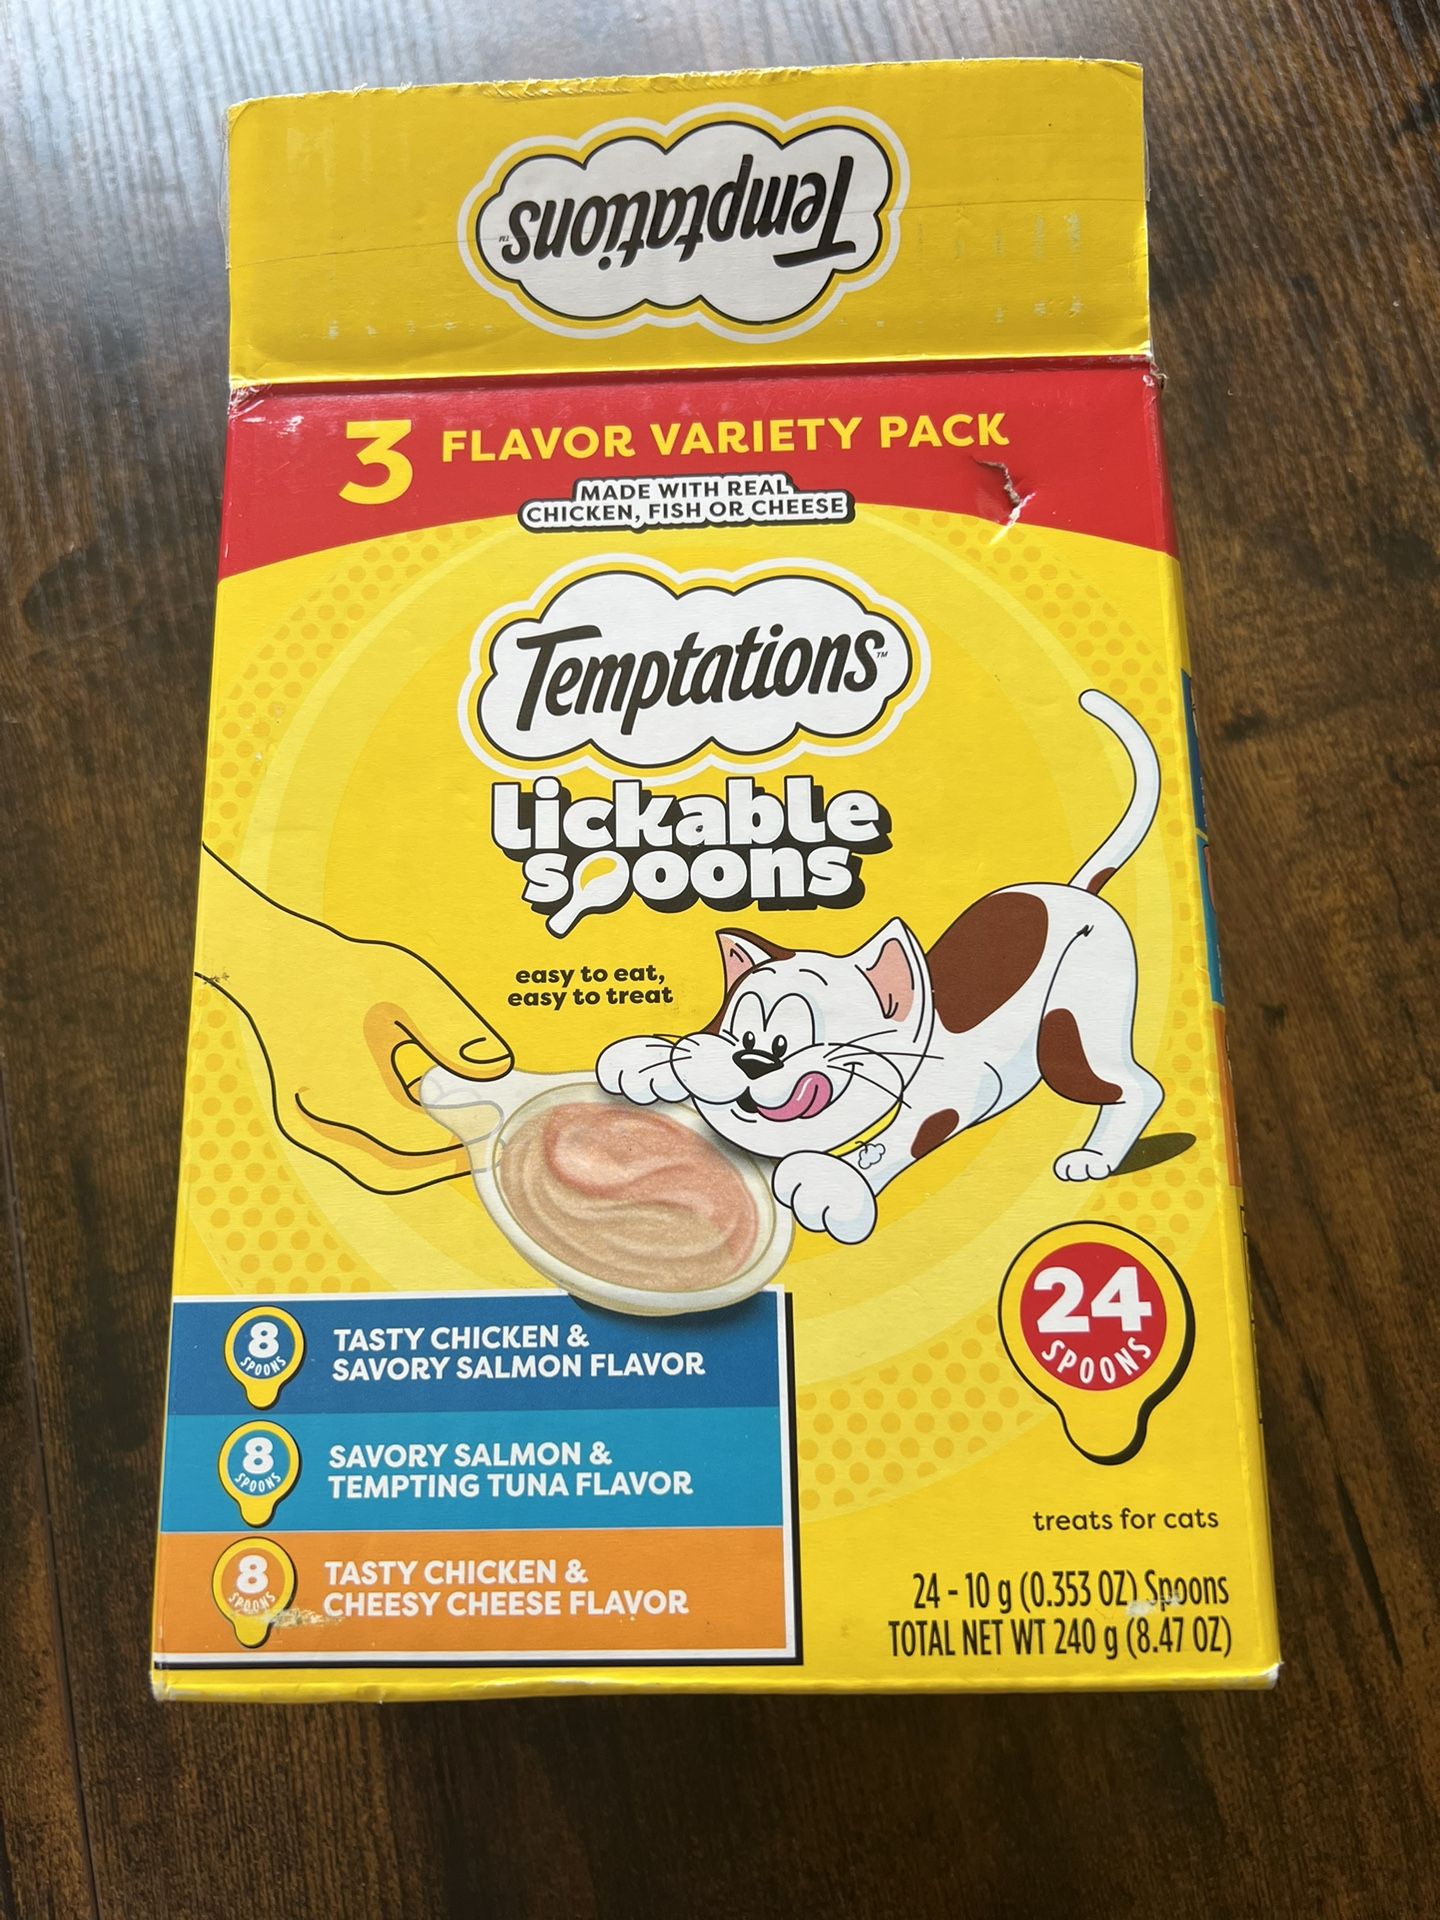 Temptations™
3 FLAVOR VARIETY PACK
MADE WITH REAL
CHICKEN, FISH OR CHEESE
Temptations™
Lickable
spoons
easy to eat,
easy to treat
24
SPOONS
8
SPOONS
TASTY CHICKEN &
SAVORY SALMON FLAVOR
8
SPOONS
SAVORY SALMON &
TEMPTING TUNA FLAVOR
8
SPOONS
TASTY CHICKEN &
CHEESY CHEESE FLAVOR
treats for cats
24 - 10 g (0.353 OZ) Spoons
TOTAL NET WT 240 g (8.47 OZ)